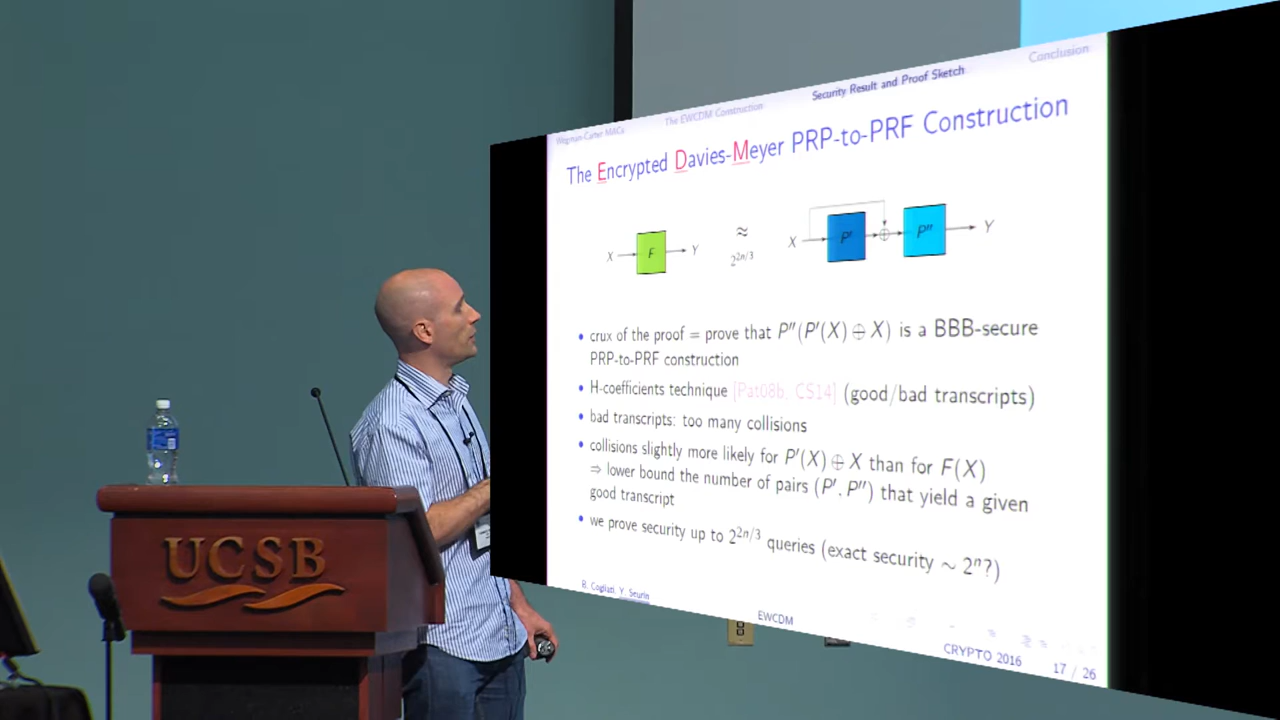 Conclusion
Security Result and Proof Sketch
The EWCDM Construction
Wegman-Carter MACs
The Encrypted Davies-Meyer PRP-to-PRF Construction
X F Y ≈ 2^{2n/3} X P' ⊕ P'' Y
• crux of the proof = prove that P''(P'(X) ⊕ X) is a BBB-secure
PRP-to-PRF construction
• H-coefficients technique [Pat08b, CS14] (good/bad transcripts)
• bad transcripts: too many collisions
• collisions slightly more likely for P'(X) ⊕ X than for F(X)
⇒ lower bound the number of pairs (P', P'') that yield a given
good transcript
• we prove security up to 2^{2n/3} queries (exact security ∼ 2^n?)
B. Cogliati, Y. Seurin
EWCDM
CRYPTO 2016 17 / 26
UCSB